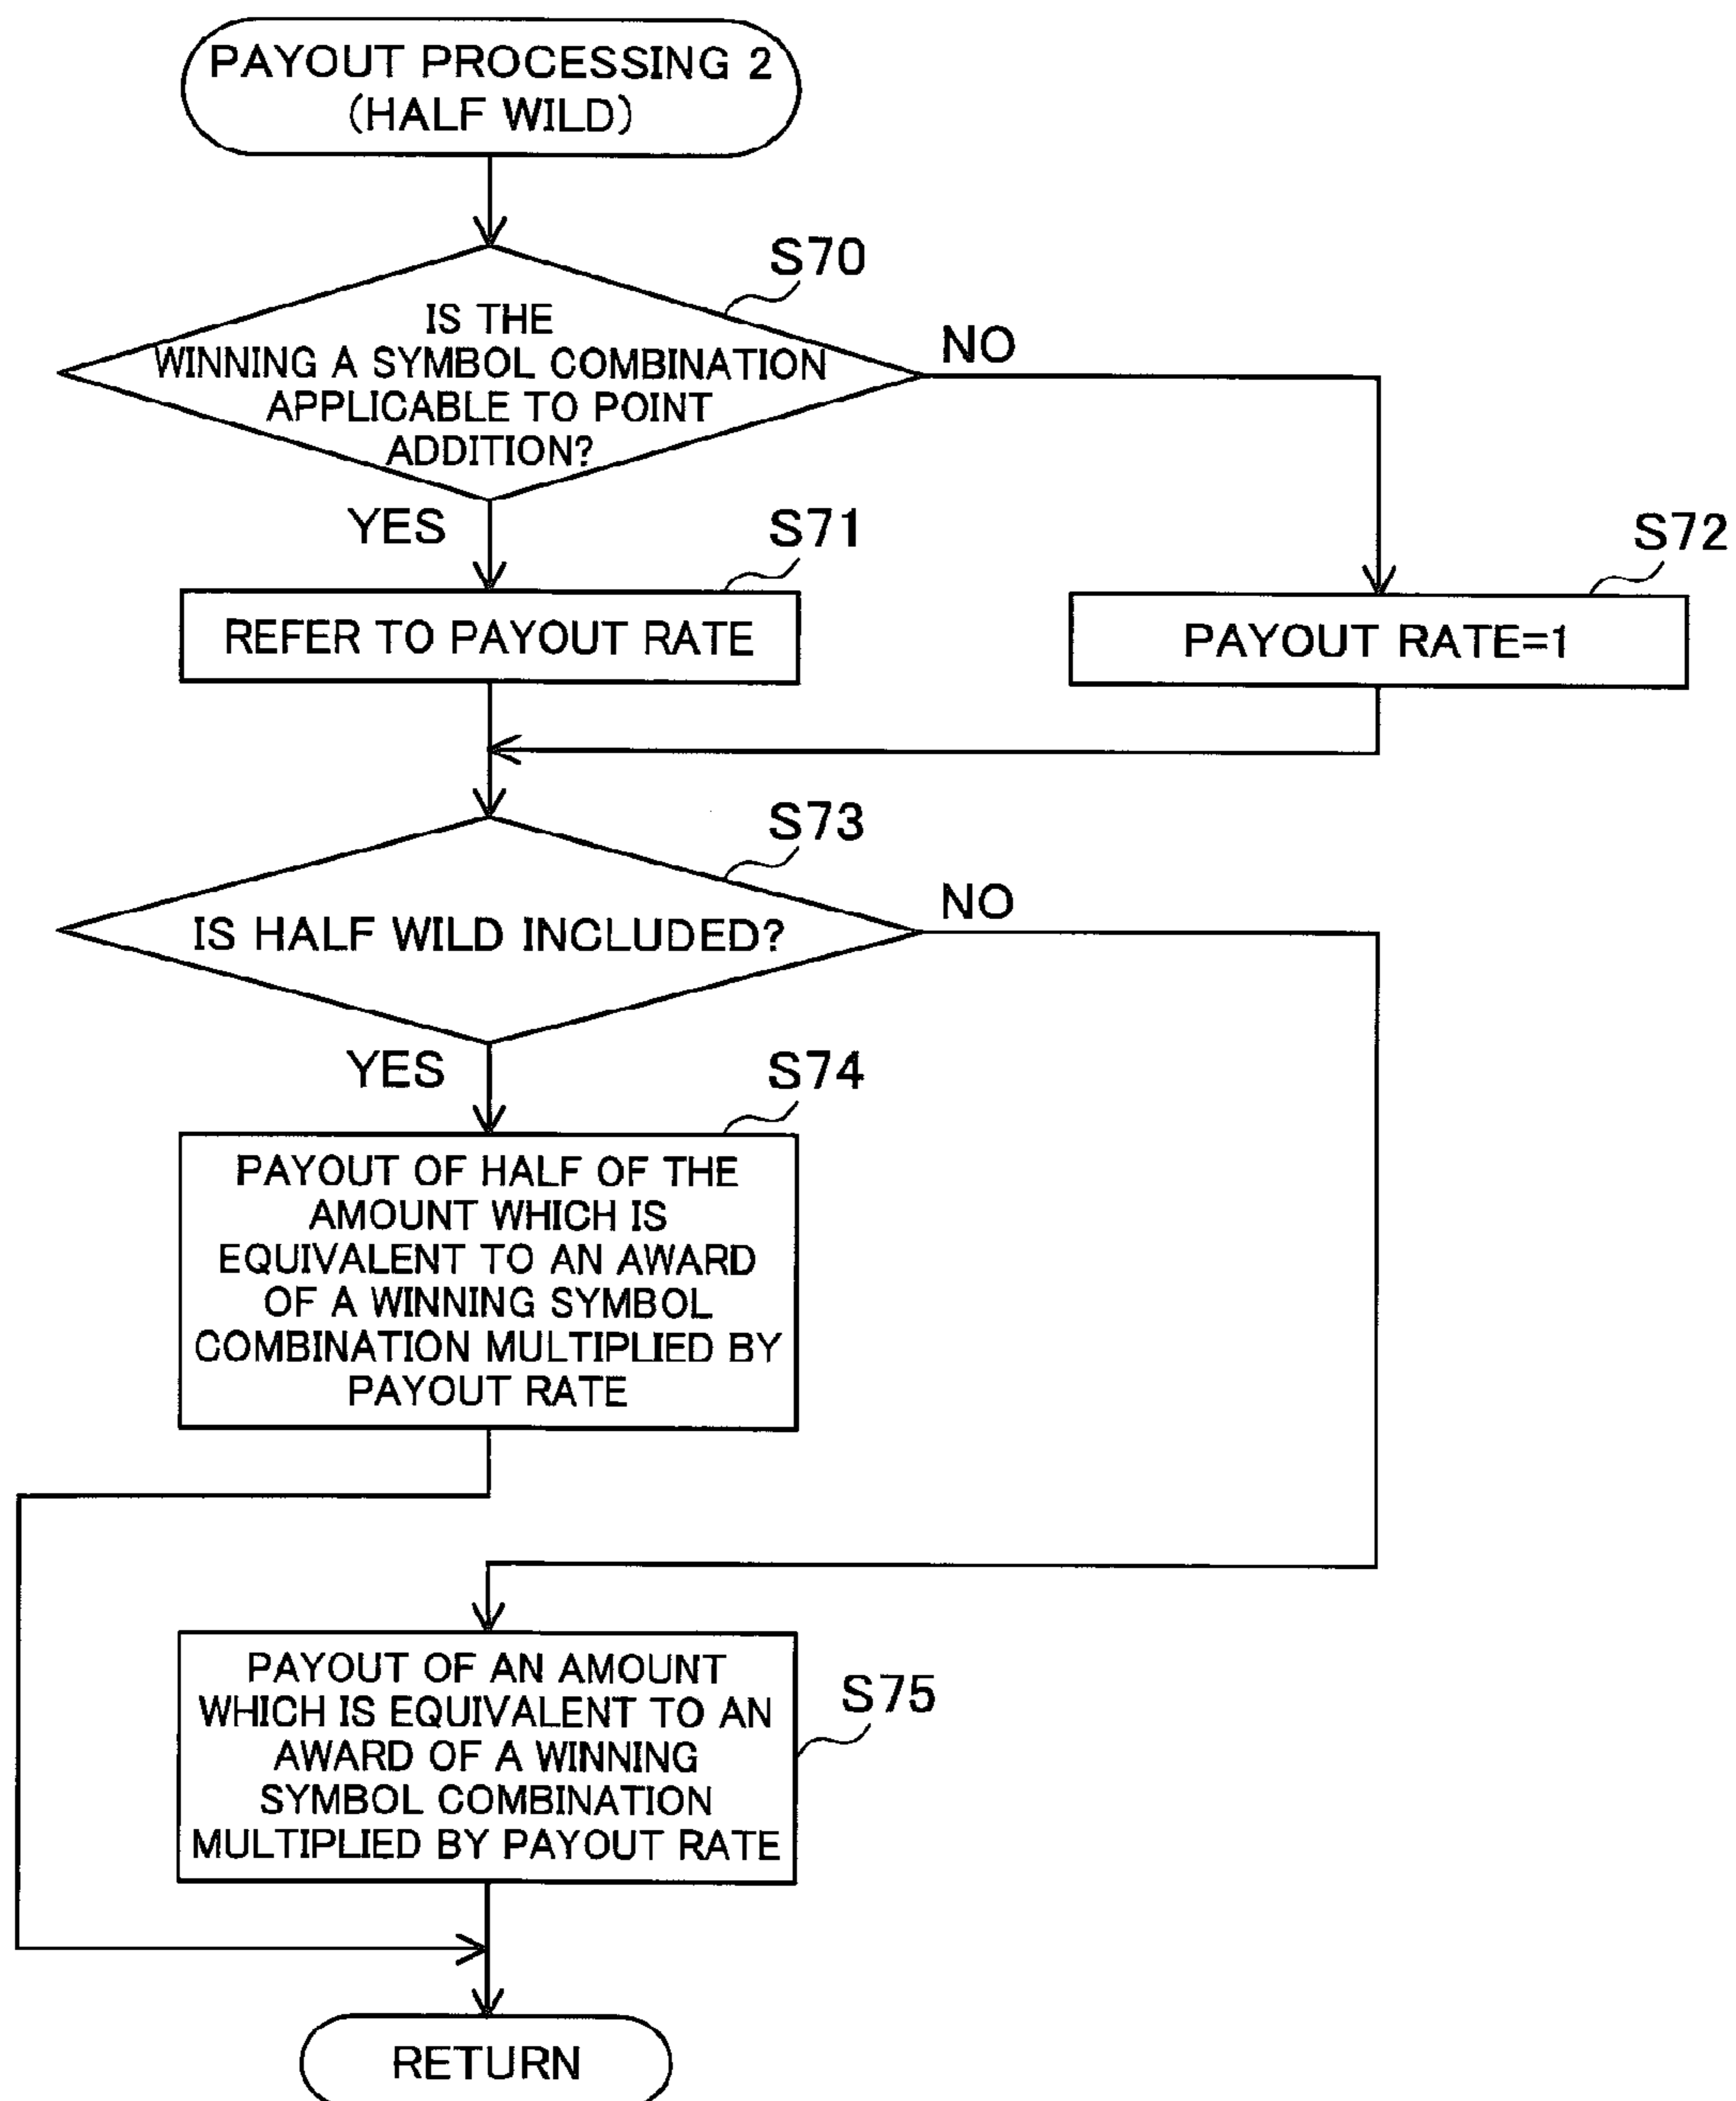 PAYOUT PROCESSING 2
(HALF WILD)
S70
IS THE
WINNING A SYMBOL COMBINATION
APPLICABLE TO POINT
ADDITION?
NO
YES
S71
REFER TO PAYOUT RATE
S72
PAYOUT RATE=1
S73
IS HALF WILD INCLUDED?
NO
YES
S74
PAYOUT OF HALF OF THE
AMOUNT WHICH IS
EQUIVALENT TO AN AWARD
OF A WINNING SYMBOL
COMBINATION MULTIPLIED BY
PAYOUT RATE
PAYOUT OF AN AMOUNT
WHICH IS EQUIVALENT TO AN
AWARD OF A WINNING
SYMBOL COMBINATION
MULTIPLIED BY PAYOUT RATE
S75
RETURN